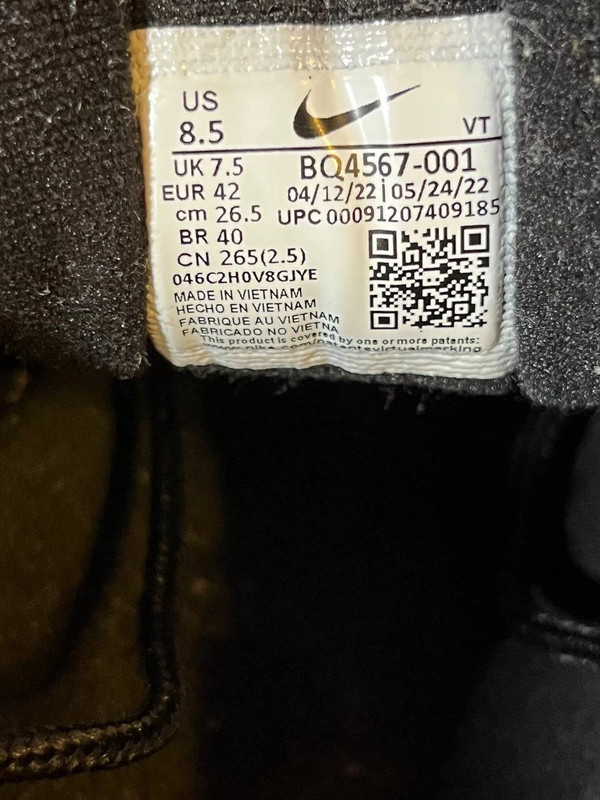 US
8.5
VT
UK 7.5
BQ4567-001
EUR 42
04/12/22|05/24/22
cm 26.5
UPC 00091207409185
BR 40
CN 265(2.5)
046C2H0V8GJYE
MADE IN VIETNAM
HECHO EN VIETNAM
FABRIQUE AU VIETNAM
FABRICADO NO VIETNA
This product is covered by one or more patents: